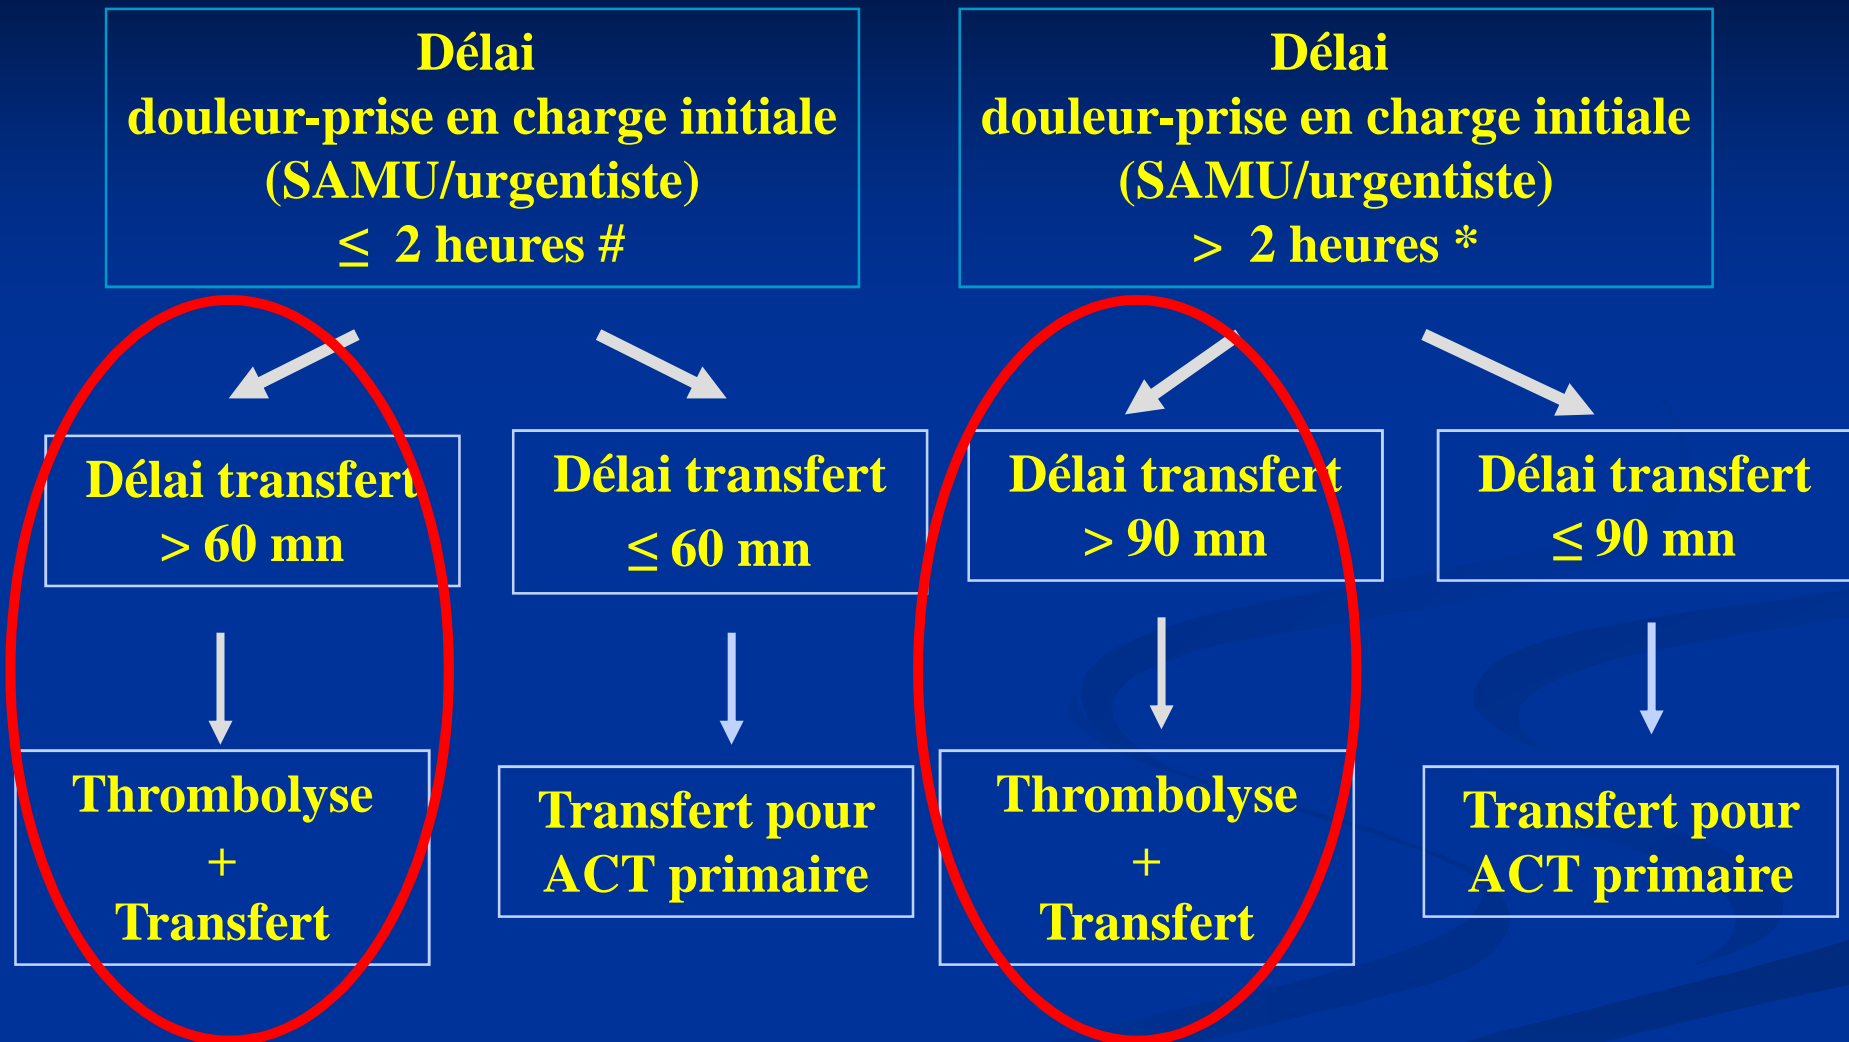 Délai
douleur-prise en charge initiale
(SAMU/urgentiste)
≤ 2 heures #
Délai
douleur-prise en charge initiale
(SAMU/urgentiste)
> 2 heures *
Délai transfert
> 60 mn
Délai transfert
≤ 60 mn
Délai transfert
> 90 mn
Délai transfert
≤ 90 mn
Thrombolyse
+
Transfert
Transfert pour
ACT primaire
Thrombolyse
+
Transfert
Transfert pour
ACT primaire